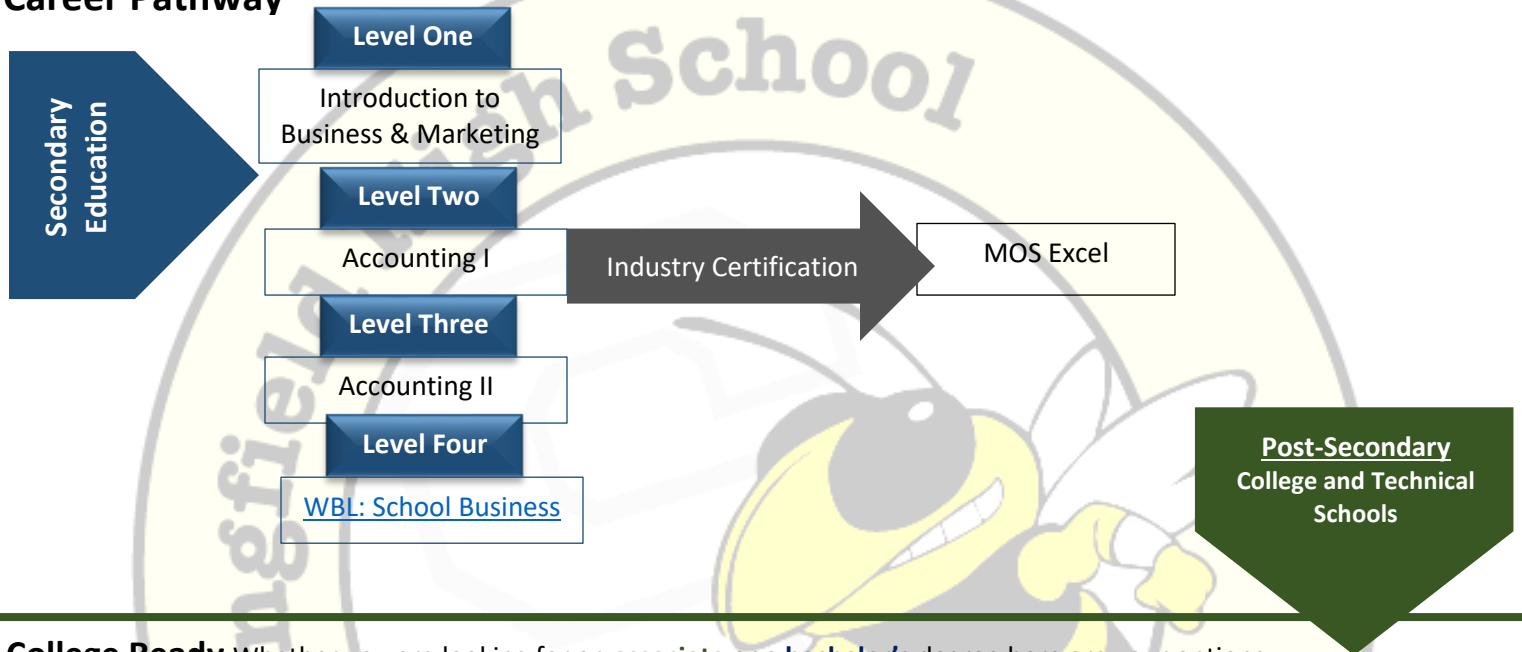 Career Pathway
Level One
Secondary
Education
Introduction to
Business & Marketing
Level Two
Accounting I
Industry Certification
MOS Excel
Level Three
Accounting II
Level Four
WBL: School Business
Post-Secondary
College and Technical
Schools
High School
College Ready